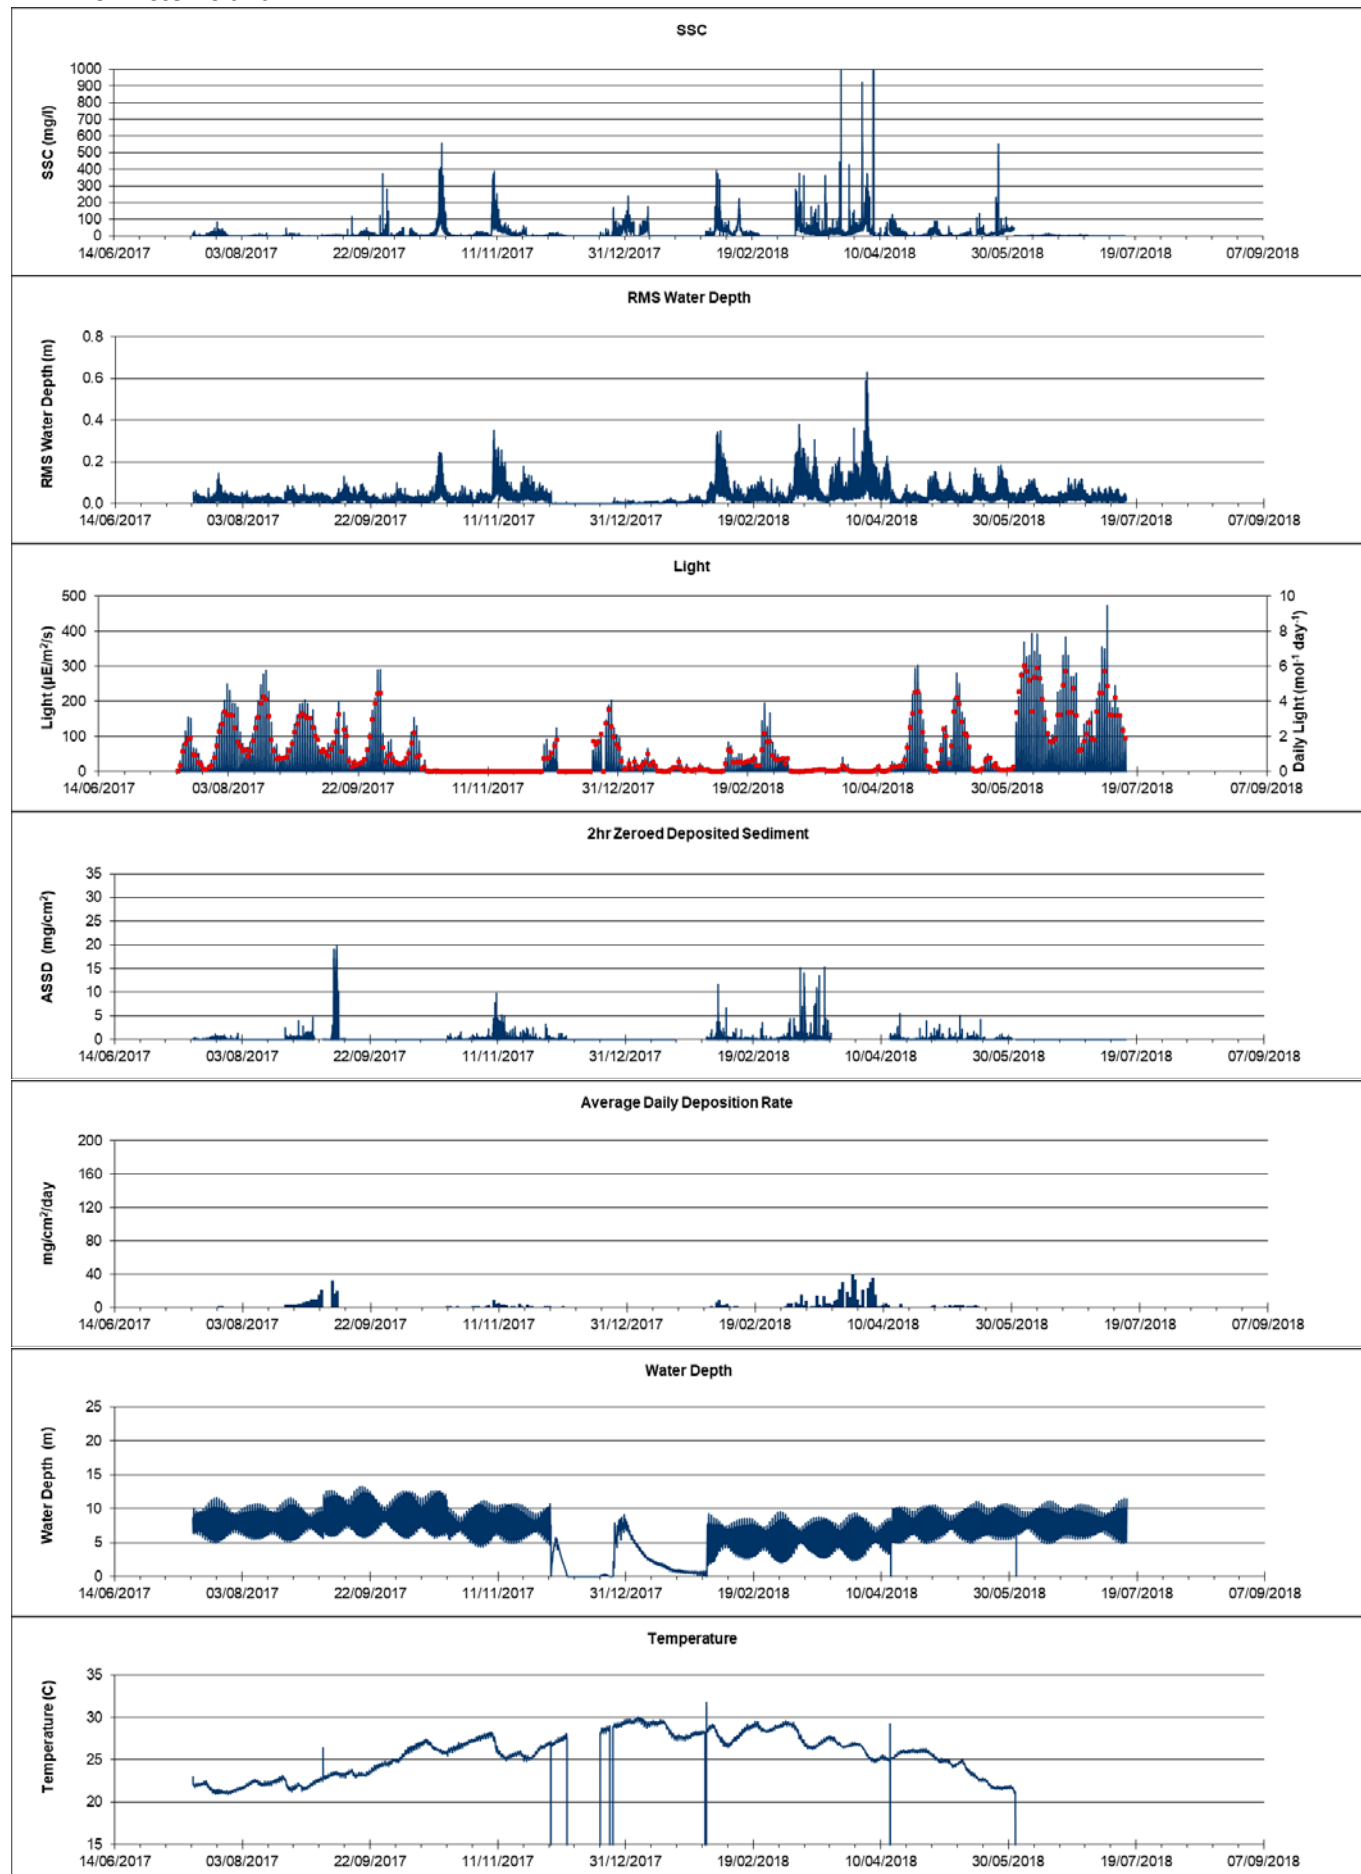 SSC
SSC (mg/l)
1000
900
800
700
600
500
400
300
200
100
0
14/06/2017 03/08/2017 22/09/2017 11/11/2017 31/12/2017 19/02/2018 10/04/2018 30/05/2018 19/07/2018 07/09/2018
RMS Water Depth
RMS Water Depth (m)
0.8
0.6
0.4
0.2
0.0
14/06/2017 03/08/2017 22/09/2017 11/11/2017 31/12/2017 19/02/2018 10/04/2018 30/05/2018 19/07/2018 07/09/2018
Light
Light (µE/m²/s)
500 10
400 8
300 6
200 4
100 2
0 0
Daily Light (mol⁻¹ day⁻¹)
14/06/2017 03/08/2017 22/09/2017 11/11/2017 31/12/2017 19/02/2018 10/04/2018 30/05/2018 19/07/2018 07/09/2018
2hr Zeroed Deposited Sediment
ASSD (mg/cm²)
35
30
25
20
15
10
5
0
14/06/2017 03/08/2017 22/09/2017 11/11/2017 31/12/2017 19/02/2018 10/04/2018 30/05/2018 19/07/2018 07/09/2018
Average Daily Deposition Rate
mg/cm²/day
200
160
120
80
40
0
14/06/2017 03/08/2017 22/09/2017 11/11/2017 31/12/2017 19/02/2018 10/04/2018 30/05/2018 19/07/2018 07/09/2018
Water Depth
Water Depth (m)
25
20
15
10
5
0
14/06/2017 03/08/2017 22/09/2017 11/11/2017 31/12/2017 19/02/2018 10/04/2018 30/05/2018 19/07/2018 07/09/2018
Temperature
Temperature (C)
35
30
25
20
15
14/06/2017 03/08/2017 22/09/2017 11/11/2017 31/12/2017 19/02/2018 10/04/2018 30/05/2018 19/07/2018 07/09/2018